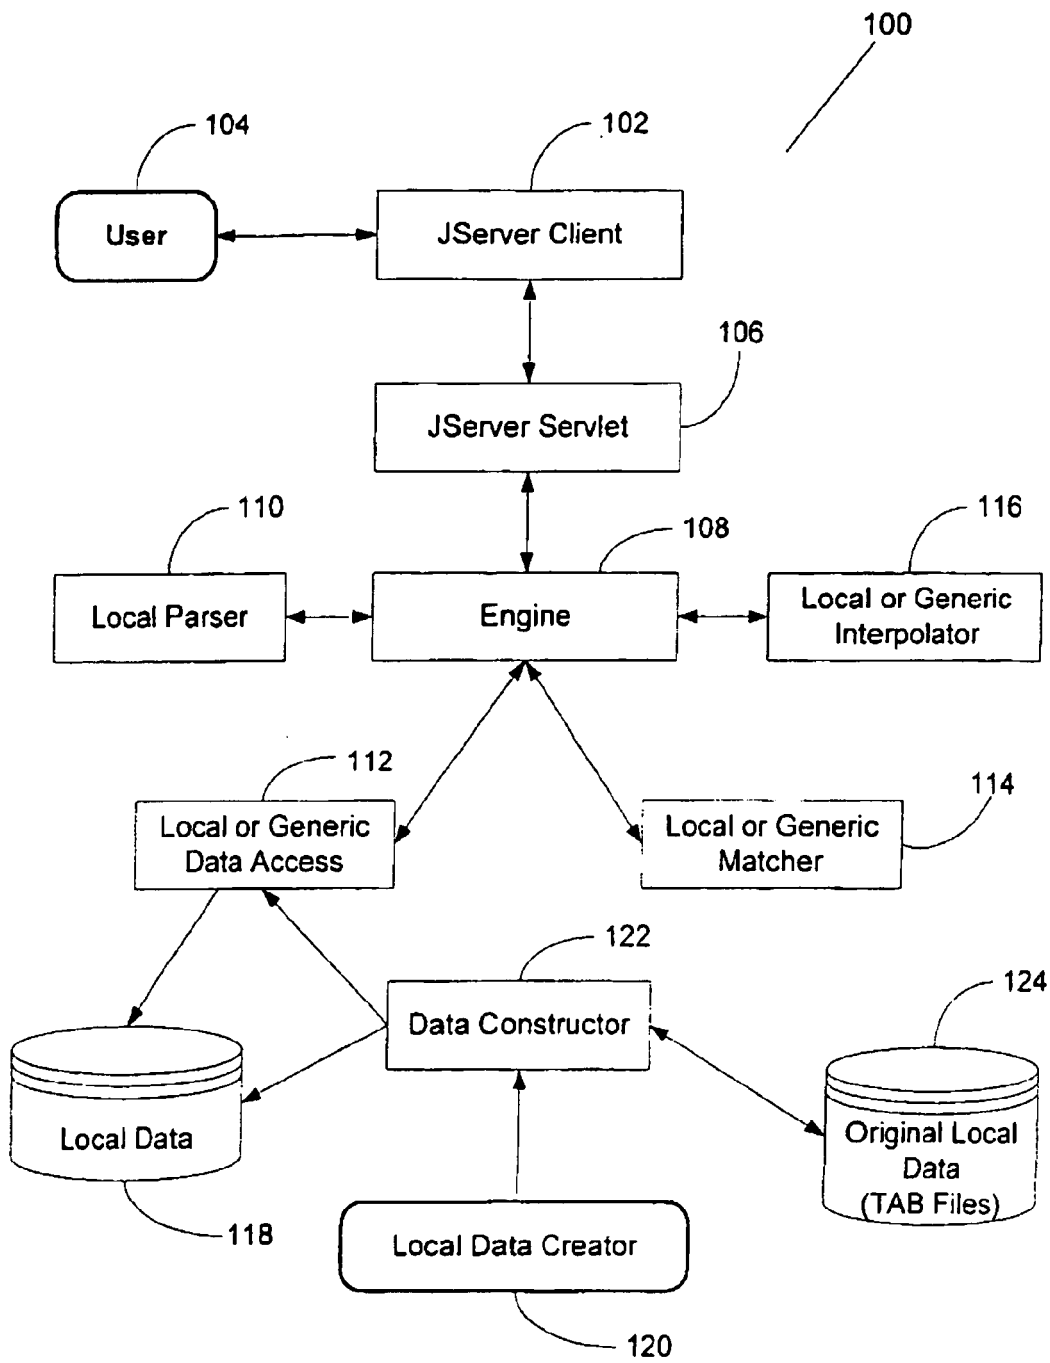 100
104
102
User
JServer Client
106
JServer Servlet
110
108
116
Local Parser
Engine
Local or Generic
Interpolator
112
114
Local or Generic
Data Access
Local or Generic
Matcher
122
124
Data Constructor
Local Data
Original Local
Data
(TAB Files)
118
Local Data Creator
120